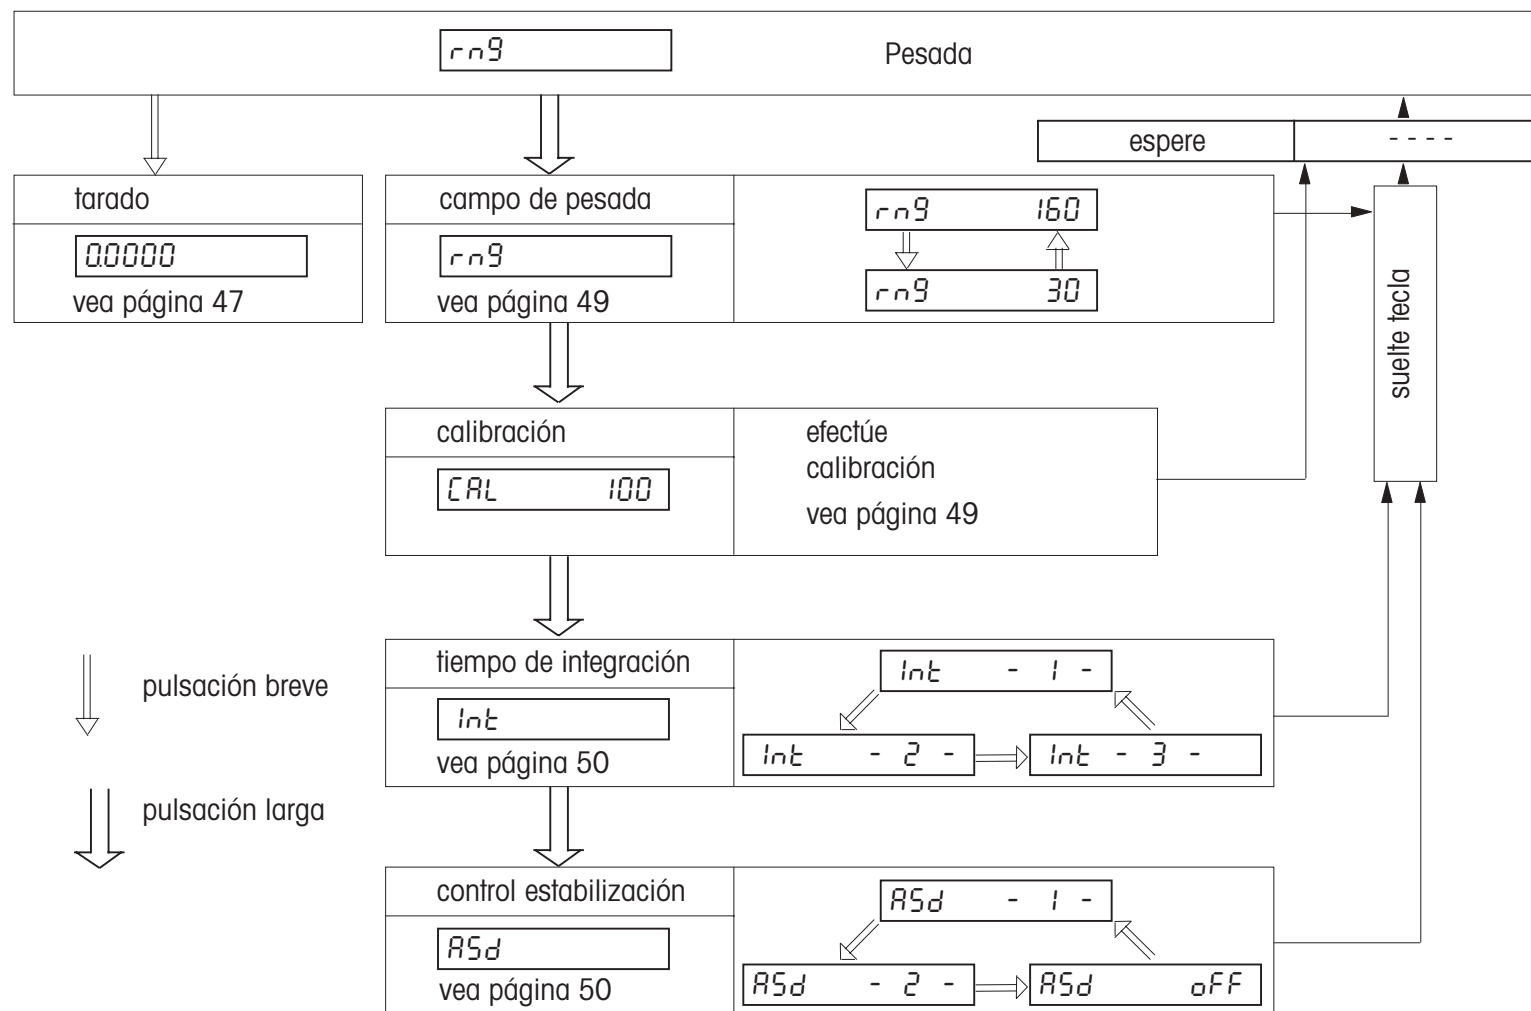 rng
Pesada
espere
- - - -
tarado
0.0000
vea página 47
campo de pesada
rng
vea página 49
rng 160
rng 30
suelte tecla
calibración
CAL 100
efectúe
calibración
vea página 49
pulsación breve
pulsación larga
tiempo de integración
Int
vea página 50
Int - 1 -
Int - 2 -
Int - 3 -
control estabilización
ASd
vea página 50
ASd - 1 -
ASd - 2 -
ASd oFF